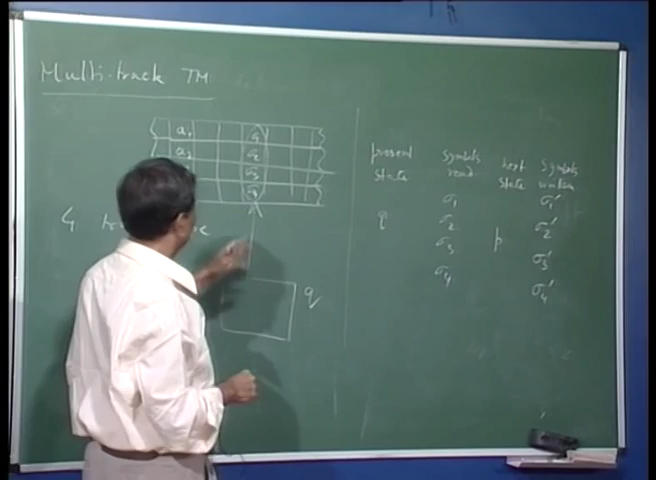 Multi-track TM
a₁ σ₁
a₂ σ₂
σ₃
σ₄
4
q
present state
symbols read
next state
symbols written
q
σ₁
σ₂
σ₃
σ₄
p
σ₁'
σ₂'
σ₃'
σ₄'